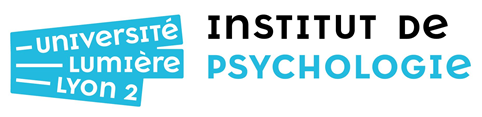 université
Lumière
Lyon 2
Institut de
Psychologie